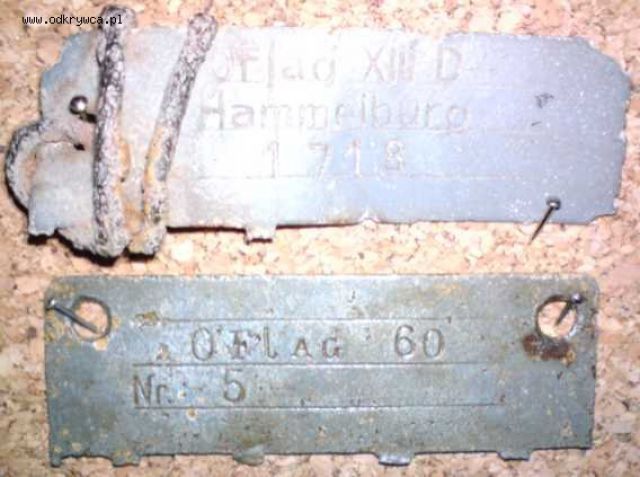 www.odkrywca.pl
Oflag XIII D
Hammelburg
1718
OFlAG 60
Nr. 5